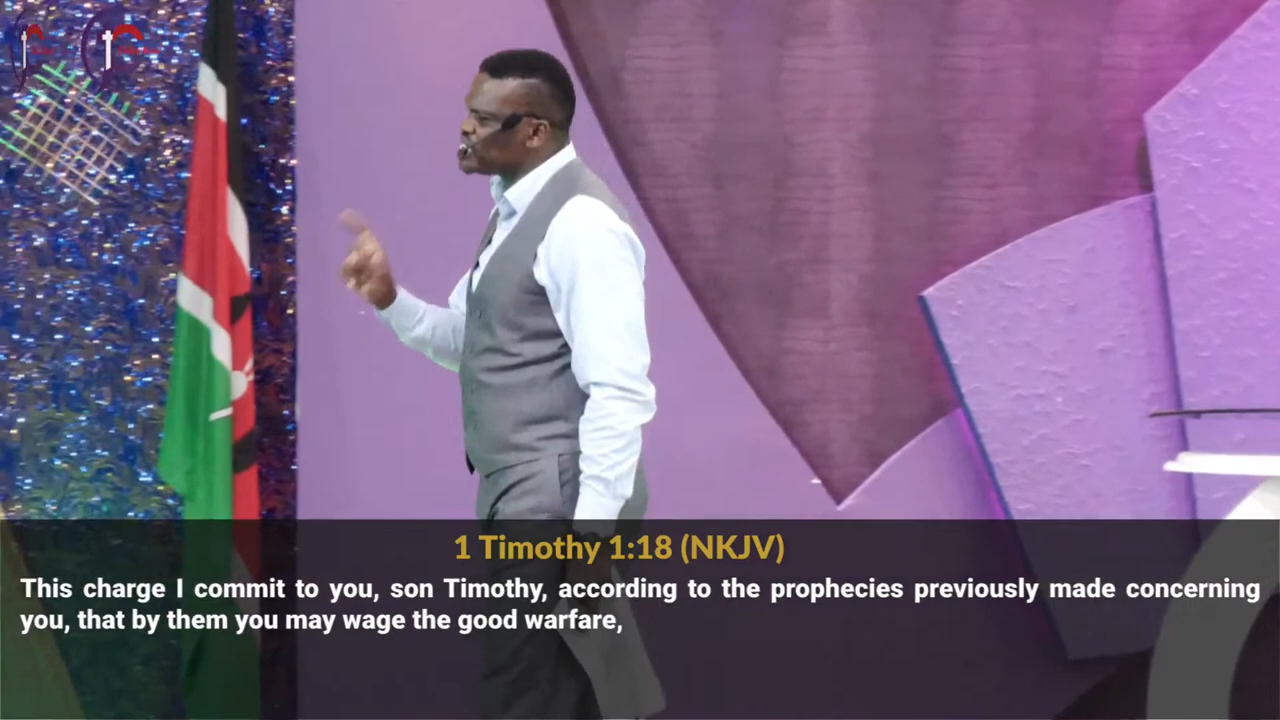 1 Timothy 1:18 (NKJV)
This charge I commit to you, son Timothy, according to the prophecies previously made concerning
you, that by them you may wage the good warfare,